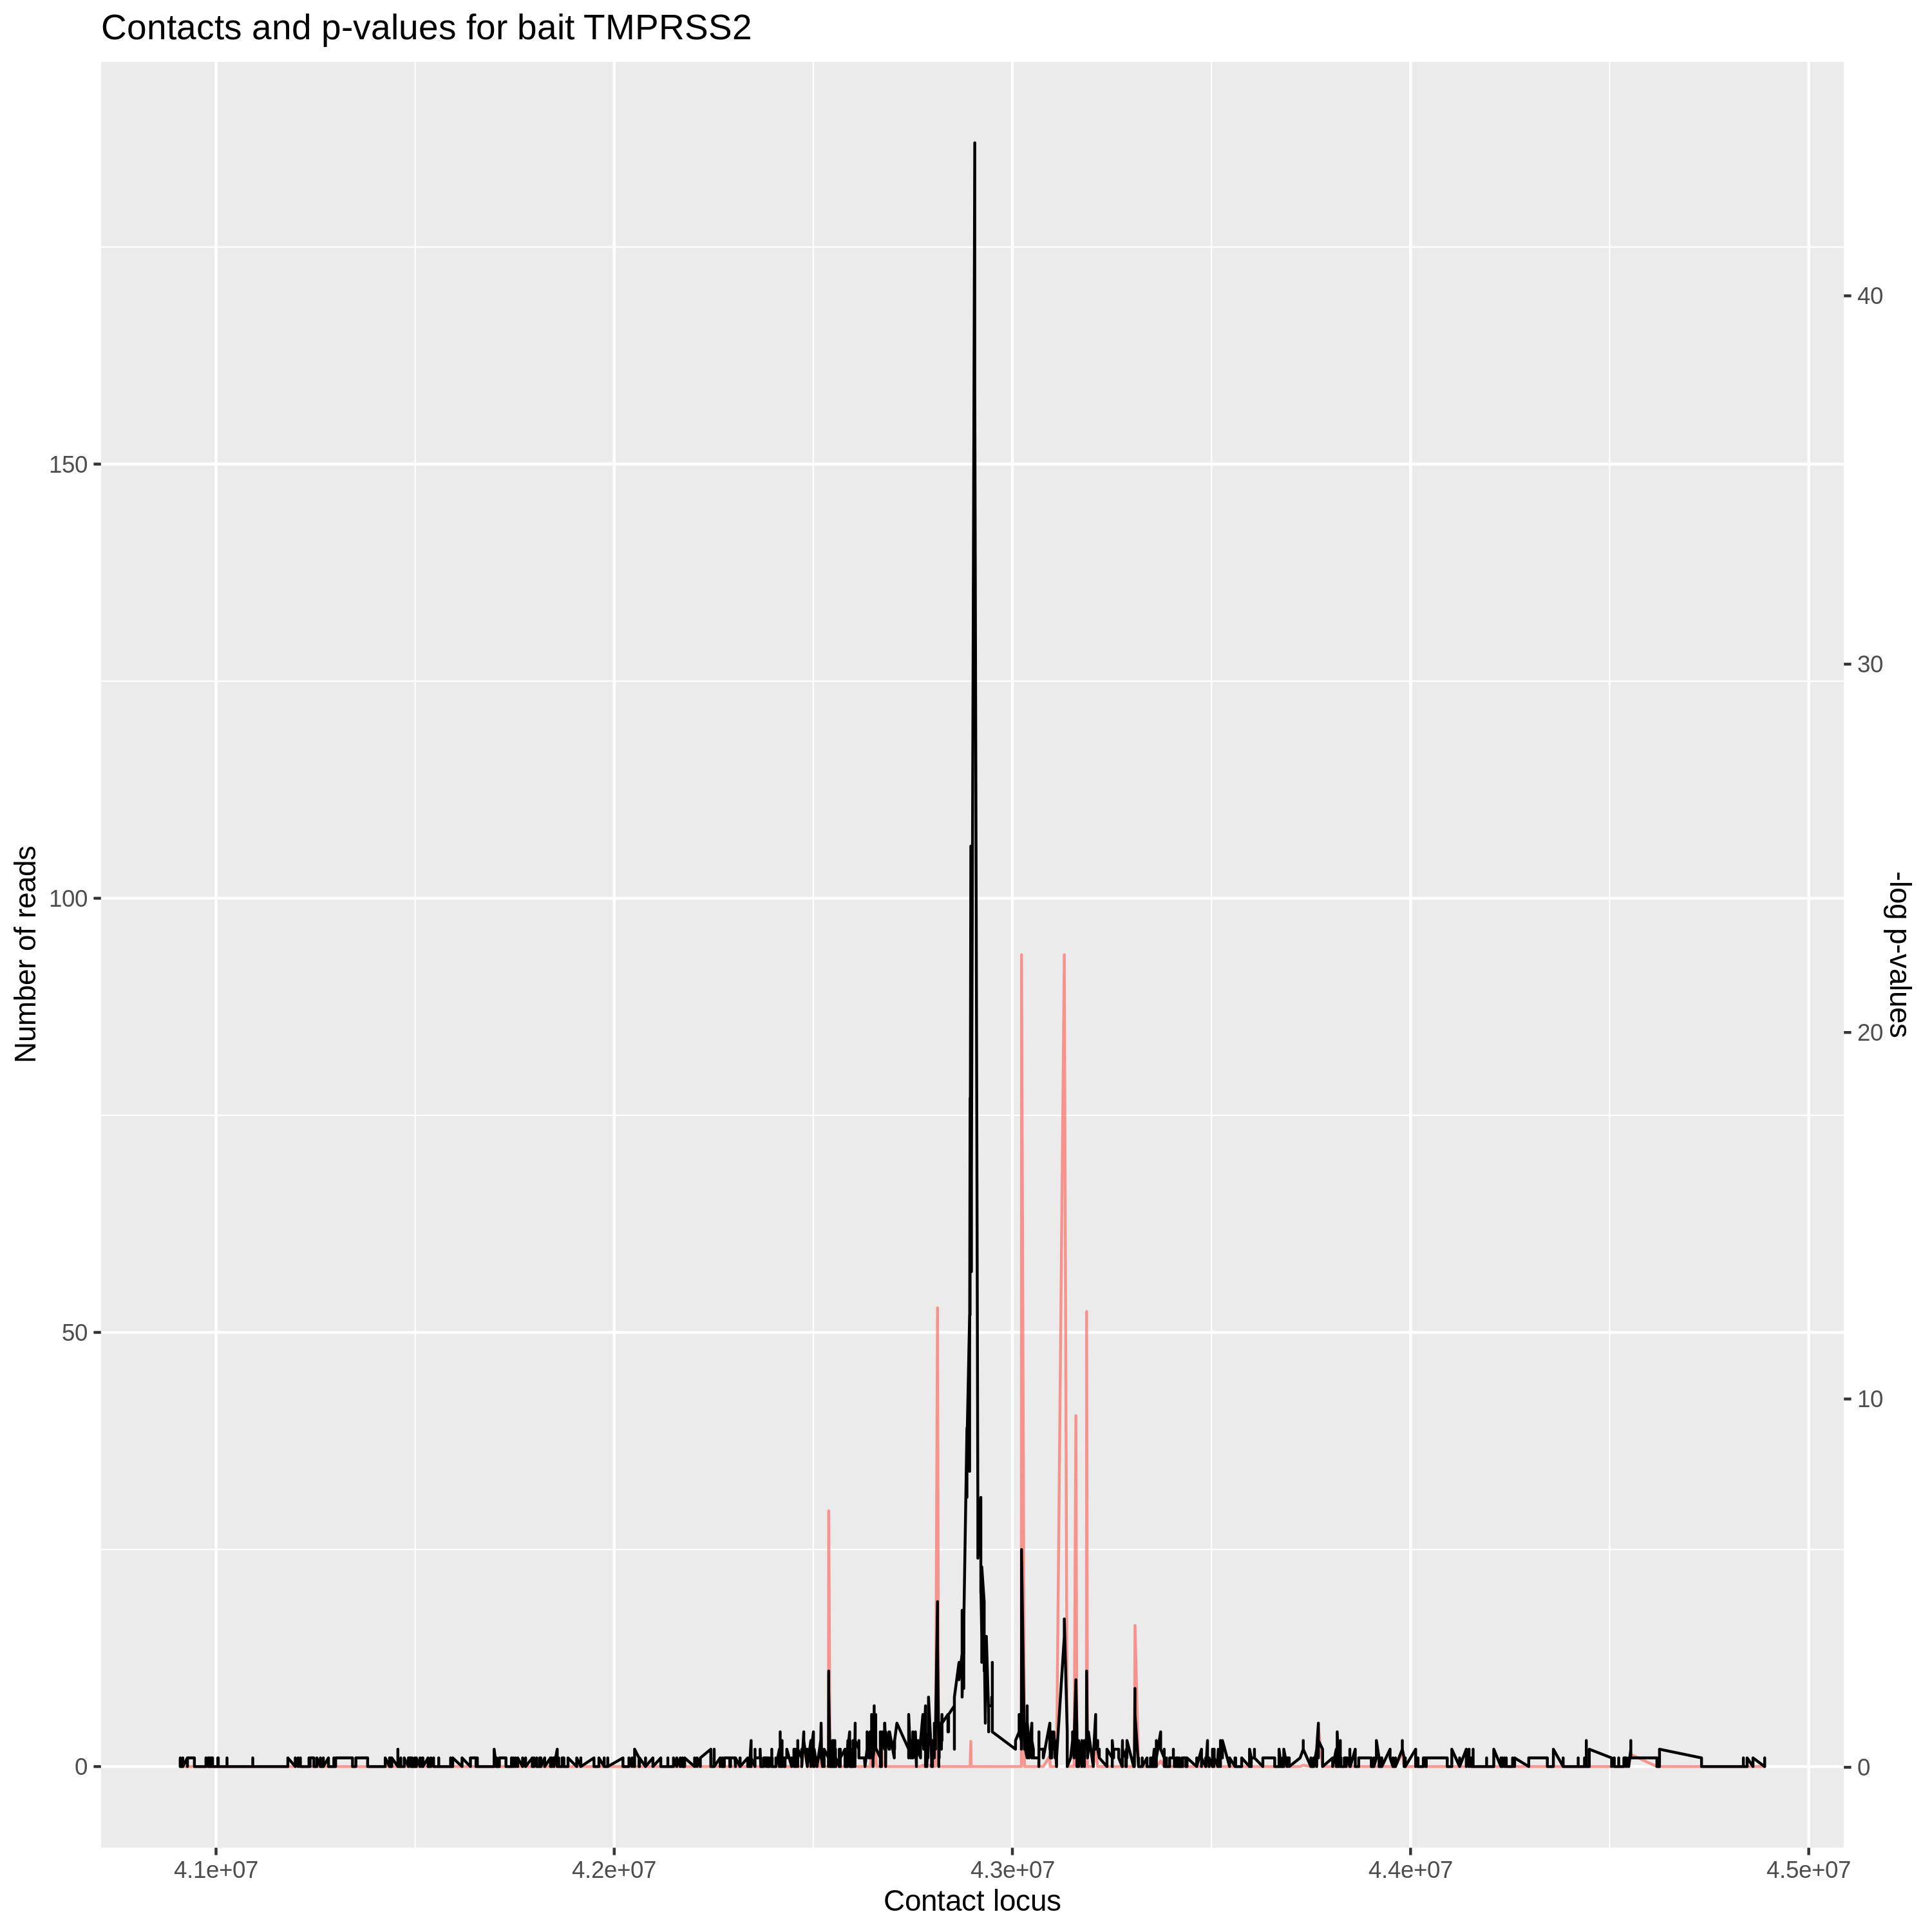 Contacts and p-values for bait TMPRSS2
150
100
50
0
Number of reads
40
30
20
10
0
-log p-values
4.1e+07
4.2e+07
4.3e+07
4.4e+07
4.5e+07
Contact locus